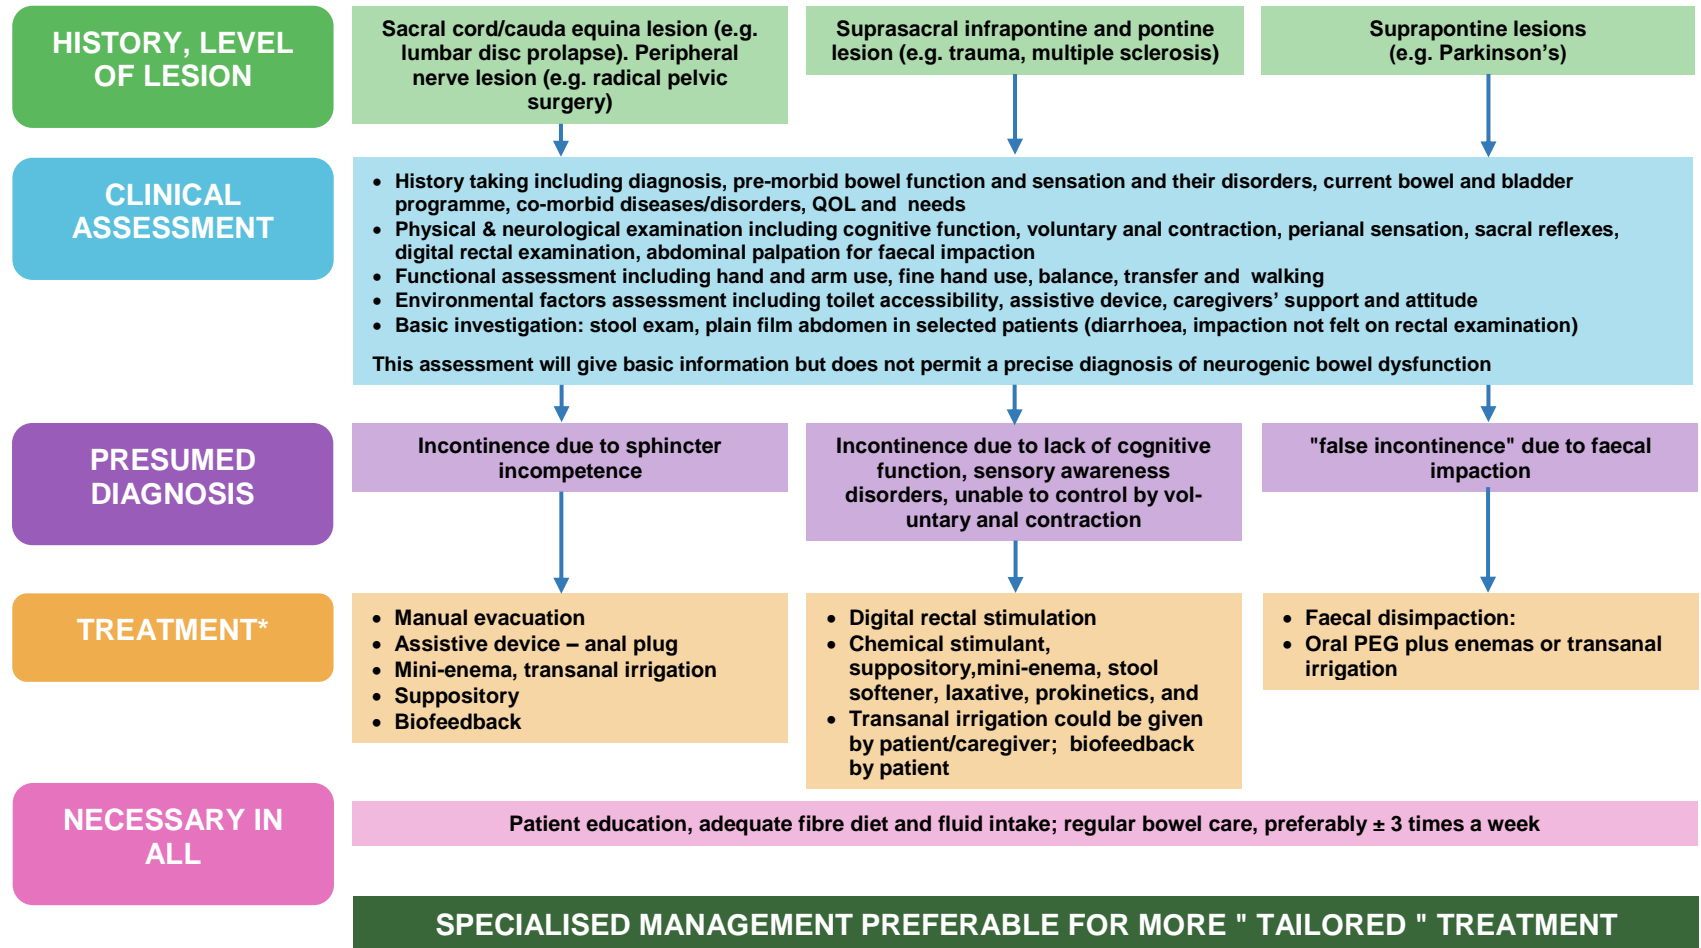 HISTORY, LEVEL
OF LESION
Sacral cord/cauda equina lesion (e.g.
lumbar disc prolapse). Peripheral
nerve lesion (e.g. radical pelvic
surgery)
Suprasacral infrapontine and pontine
lesion (e.g. trauma, multiple sclerosis)
Suprapontine lesions
(e.g. Parkinson’s)
CLINICAL
ASSESSMENT
• History taking including diagnosis, pre-morbid bowel function and sensation and their disorders, current bowel and bladder
programme, co-morbid diseases/disorders, QOL and needs
• Physical & neurological examination including cognitive function, voluntary anal contraction, perianal sensation, sacral reflexes,
digital rectal examination, abdominal palpation for faecal impaction
• Functional assessment including hand and arm use, fine hand use, balance, transfer and walking
• Environmental factors assessment including toilet accessibility, assistive device, caregivers’ support and attitude
• Basic investigation: stool exam, plain film abdomen in selected patients (diarrhoea, impaction not felt on rectal examination)
This assessment will give basic information but does not permit a precise diagnosis of neurogenic bowel dysfunction
PRESUMED
DIAGNOSIS
Incontinence due to sphincter
incompetence
Incontinence due to lack of cognitive
function, sensory awareness
disorders, unable to control by vol-
untary anal contraction
"false incontinence" due to faecal
impaction
TREATMENT*
• Manual evacuation
• Assistive device – anal plug
• Mini-enema, transanal irrigation
• Suppository
• Biofeedback
• Digital rectal stimulation
• Chemical stimulant,
suppository,mini-enema, stool
softener, laxative, prokinetics, and
• Transanal irrigation could be given
by patient/caregiver; biofeedback
by patient
• Faecal disimpaction:
• Oral PEG plus enemas or transanal
irrigation
NECESSARY IN
ALL
Patient education, adequate fibre diet and fluid intake; regular bowel care, preferably ± 3 times a week
SPECIALISED MANAGEMENT PREFERABLE FOR MORE " TAILORED " TREATMENT